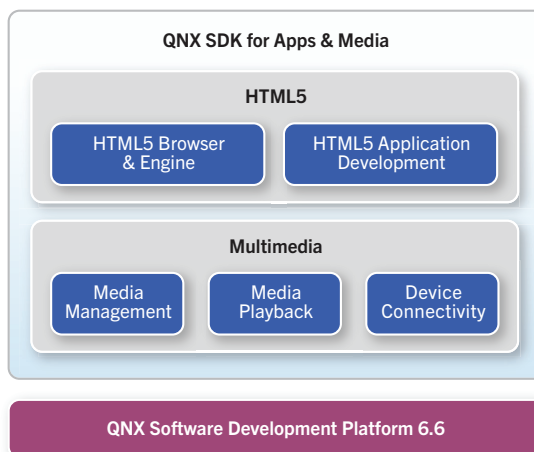 QNX SDK for Apps & Media
HTML5
HTML5 Browser
& Engine
HTML5 Application
Development
Multimedia
Media
Management
Media
Playback
Device
Connectivity
QNX Software Development Platform 6.6